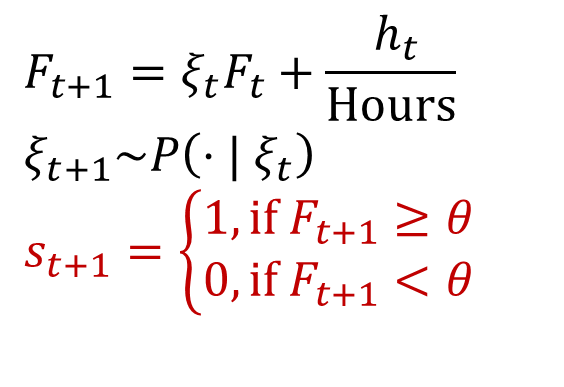 F_{t+1} = ξ_t F_t + \frac{h_t}{Hours}
ξ_{t+1} ~ P(· | ξ_t)
s_{t+1} = { 1, if F_{t+1} ≥ θ
0, if F_{t+1} < θ